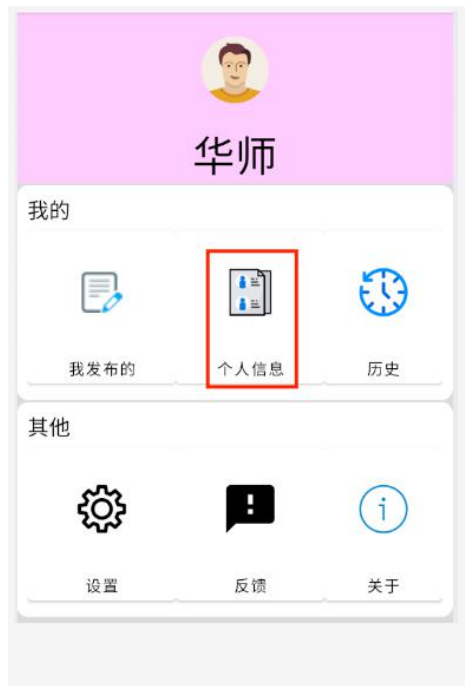 华师
我的
我发布的 个人信息 历史
其他
设置 反馈 关于